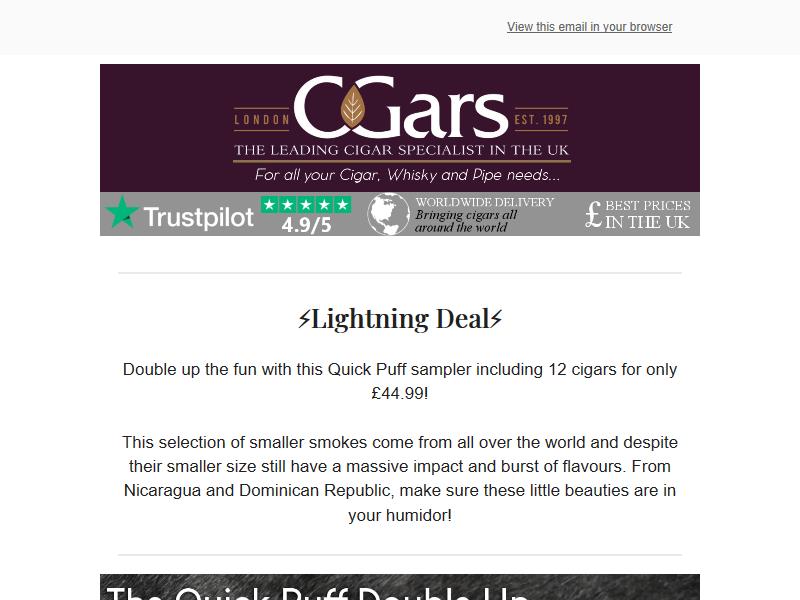 View this email in your browser
CGars
LONDON
EST. 1997
THE LEADING CIGAR SPECIALIST IN THE UK
For all your Cigar, Whisky and Pipe needs...
Trustpilot
4.9/5
WORLDWIDE DELIVERY
Bringing cigars all
around the world
£ BEST PRICES
IN THE UK
⚡Lightning Deal⚡
Double up the fun with this Quick Puff sampler including 12 cigars for only
£44.99!
This selection of smaller smokes come from all over the world and despite
their smaller size still have a massive impact and burst of flavours. From
Nicaragua and Dominican Republic, make sure these little beauties are in
your humidor!
The Quick Puff Double Up